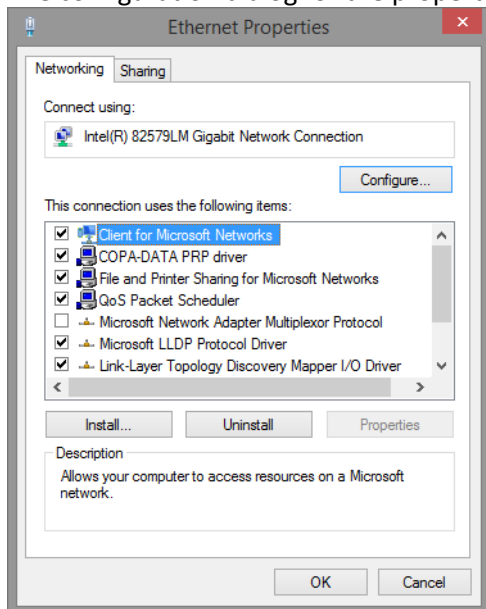 Ethernet Properties
Networking Sharing
Connect using:
Intel(R) 82579LM Gigabit Network Connection
Configure...
This connection uses the following items:
Client for Microsoft Networks
COPA-DATA PRP driver
File and Printer Sharing for Microsoft Networks
QoS Packet Scheduler
Microsoft Network Adapter Multiplexor Protocol
Microsoft LLDP Protocol Driver
Link-Layer Topology Discovery Mapper I/O Driver
Install... Uninstall Properties
Description
Allows your computer to access resources on a Microsoft
network.
OK Cancel